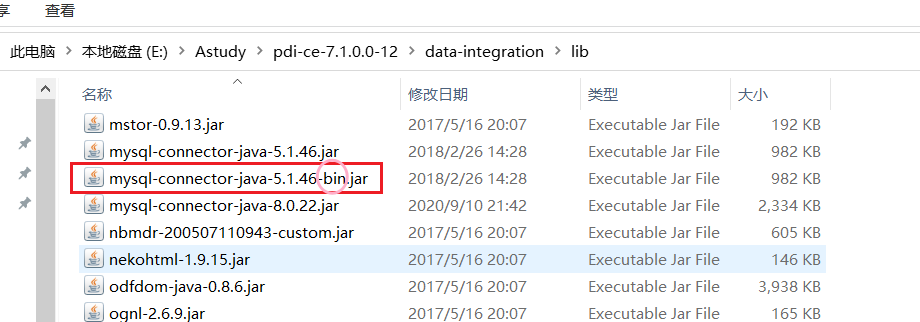 享 查看
此电脑 > 本地磁盘 (E:) > Astudy > pdi-ce-7.1.0.0-12 > data-integration > lib
名称 修改日期 类型 大小
mstor-0.9.13.jar 2017/5/16 20:07 Executable Jar File 192 KB
mysql-connector-java-5.1.46.jar 2018/2/26 14:28 Executable Jar File 982 KB
mysql-connector-java-5.1.46-bin.jar 2018/2/26 14:28 Executable Jar File 982 KB
mysql-connector-java-8.0.22.jar 2020/9/10 21:42 Executable Jar File 2,334 KB
nbmdr-200507110943-custom.jar 2017/5/16 20:07 Executable Jar File 605 KB
nekohtml-1.9.15.jar 2017/5/16 20:07 Executable Jar File 146 KB
odfdom-java-0.8.6.jar 2017/5/16 20:07 Executable Jar File 3,938 KB
ognl-2.6.9.jar 2017/5/16 20:07 Executable Jar File 165 KB